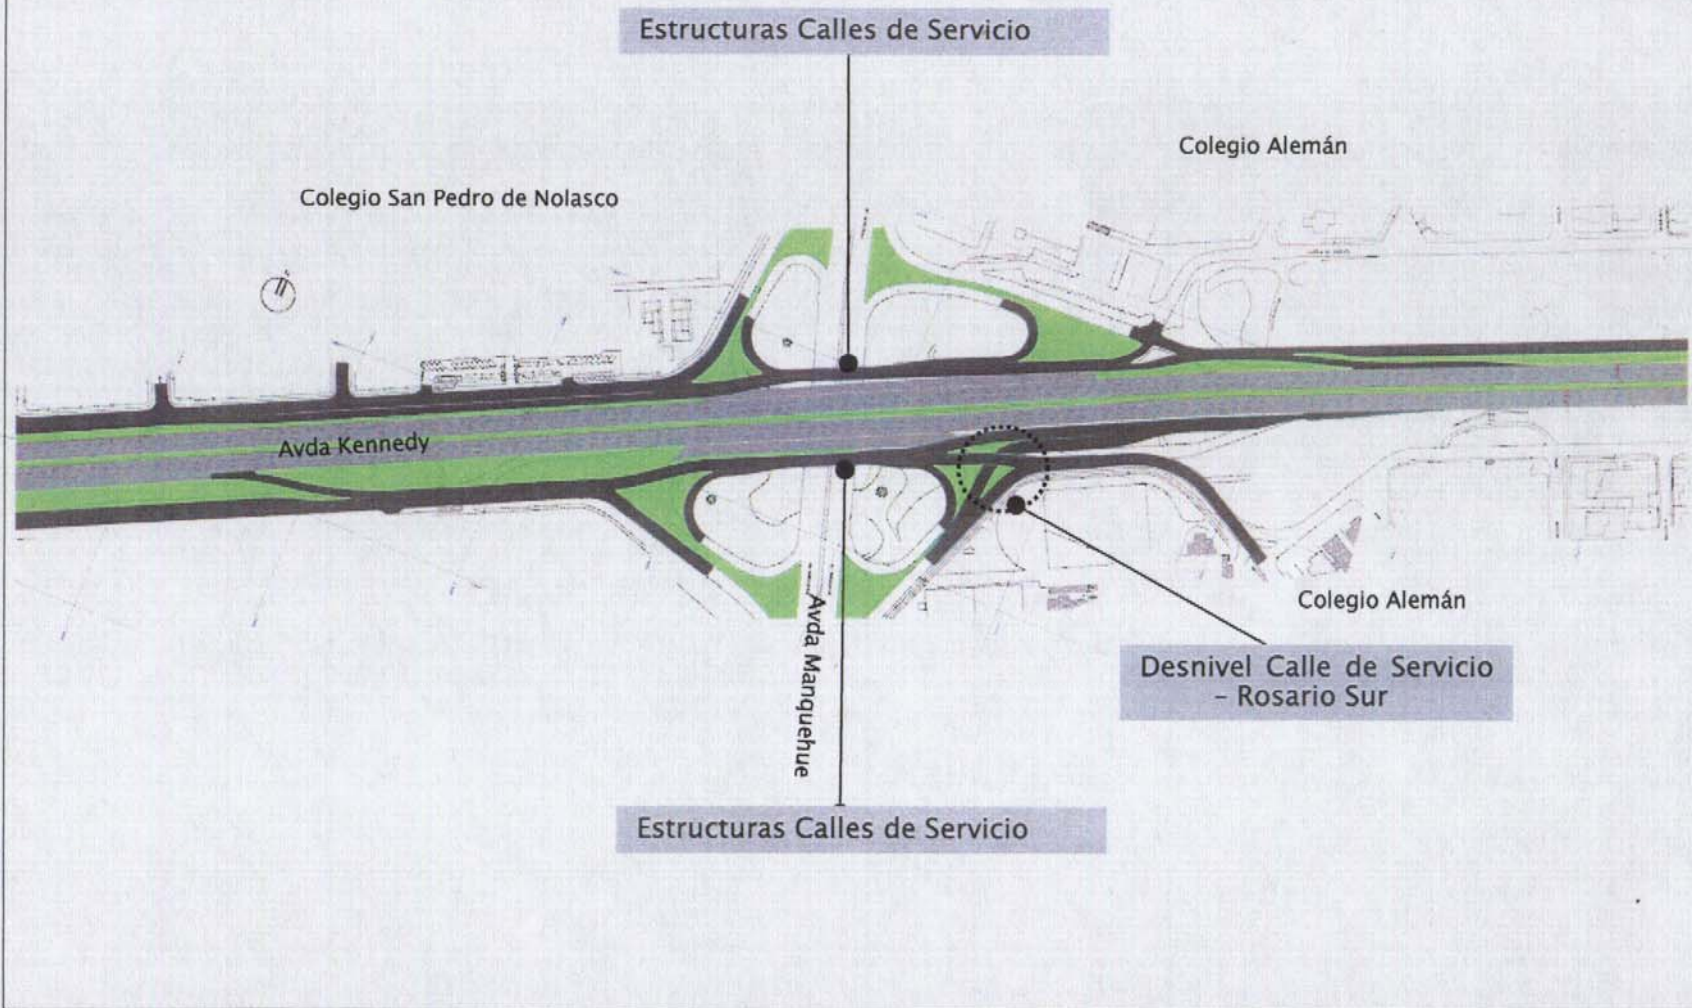 Estructuras Calles de Servicio
Colegio Alemán
Colegio San Pedro de Nolasco
Avda Kennedy
Avda Manquehue
Colegio Alemán
Desnivel Calle de Servicio
– Rosario Sur
Estructuras Calles de Servicio